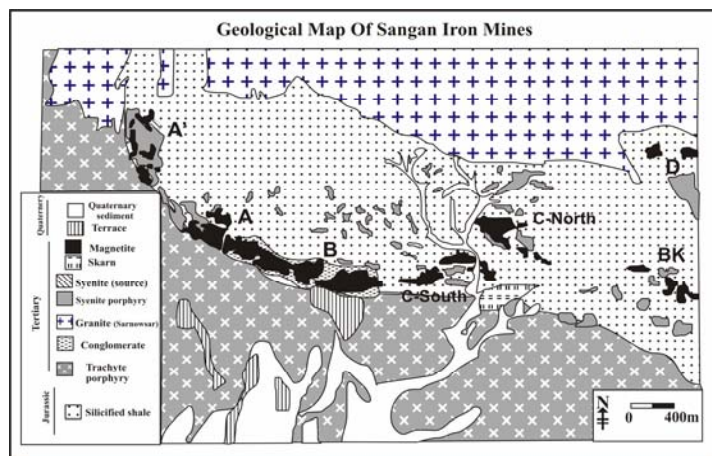 Geological Map Of Sangan Iron Mines
A'
A
B
C-North
C-South
D
BK
Quaternery
Tertiary
Jurassic
Quaternary
sediment
Terrace
Magnetite
Skarn
Syenite (source)
Syenite porphyry
Granite (Sarnowsar)
Conglomerate
Trachyte
porphyry
Silicified shale
N
0 400m